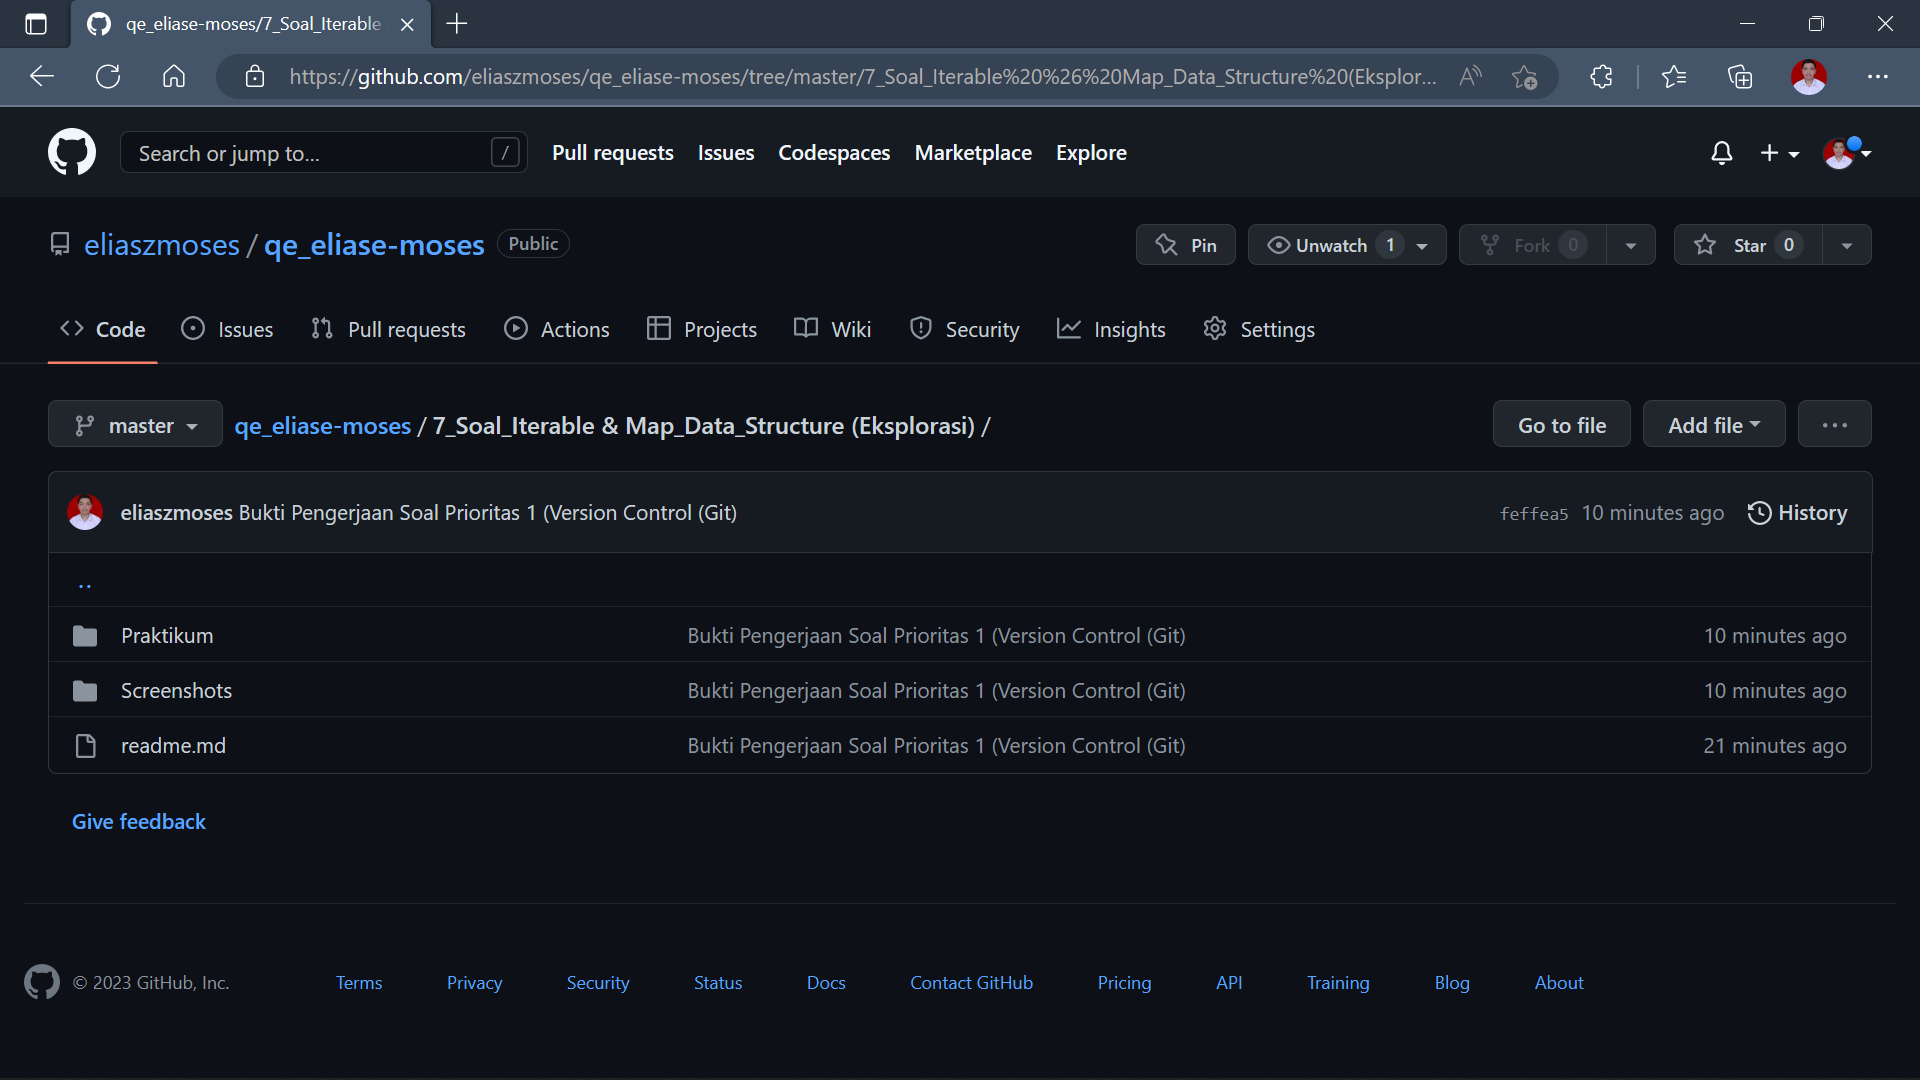 qe_eliase-moses/7_Soal_Iterable
https://github.com/eliaszmoses/qe_eliase-moses/tree/master/7_Soal_Iterable%20%26%20Map_Data_Structure%20(Eksplor...
Search or jump to... / Pull requests Issues Codespaces Marketplace Explore
eliaszmoses / qe_eliase-moses Public Pin Unwatch 1 Fork 0 Star 0
Code Issues Pull requests Actions Projects Wiki Security Insights Settings
master qe_eliase-moses / 7_Soal_Iterable & Map_Data_Structure (Eksplorasi) / Go to file Add file ...
eliaszmoses Bukti Pengerjaan Soal Prioritas 1 (Version Control (Git) feffea5 10 minutes ago History
..
Praktikum Bukti Pengerjaan Soal Prioritas 1 (Version Control (Git) 10 minutes ago
Screenshots Bukti Pengerjaan Soal Prioritas 1 (Version Control (Git) 10 minutes ago
readme.md Bukti Pengerjaan Soal Prioritas 1 (Version Control (Git) 21 minutes ago
Give feedback
© 2023 GitHub, Inc. Terms Privacy Security Status Docs Contact GitHub Pricing API Training Blog About